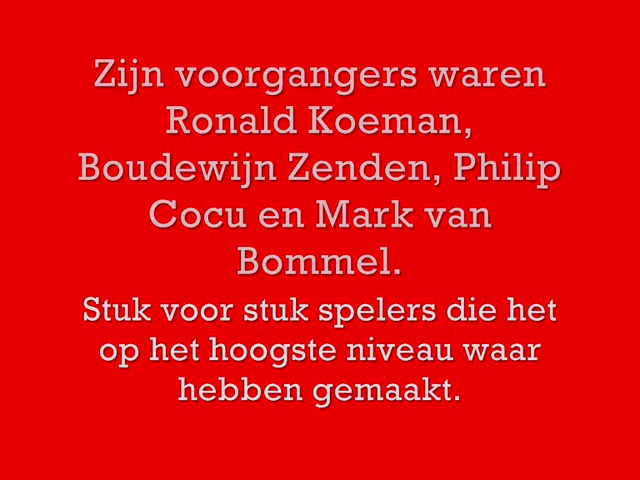 Zijn voorgangers waren
Ronald Koeman,
Boudewijn Zenden, Philip
Cocu en Mark van
Bommel.
Stuk voor stuk spelers die het
op het hoogste niveau waar
hebben gemaakt.